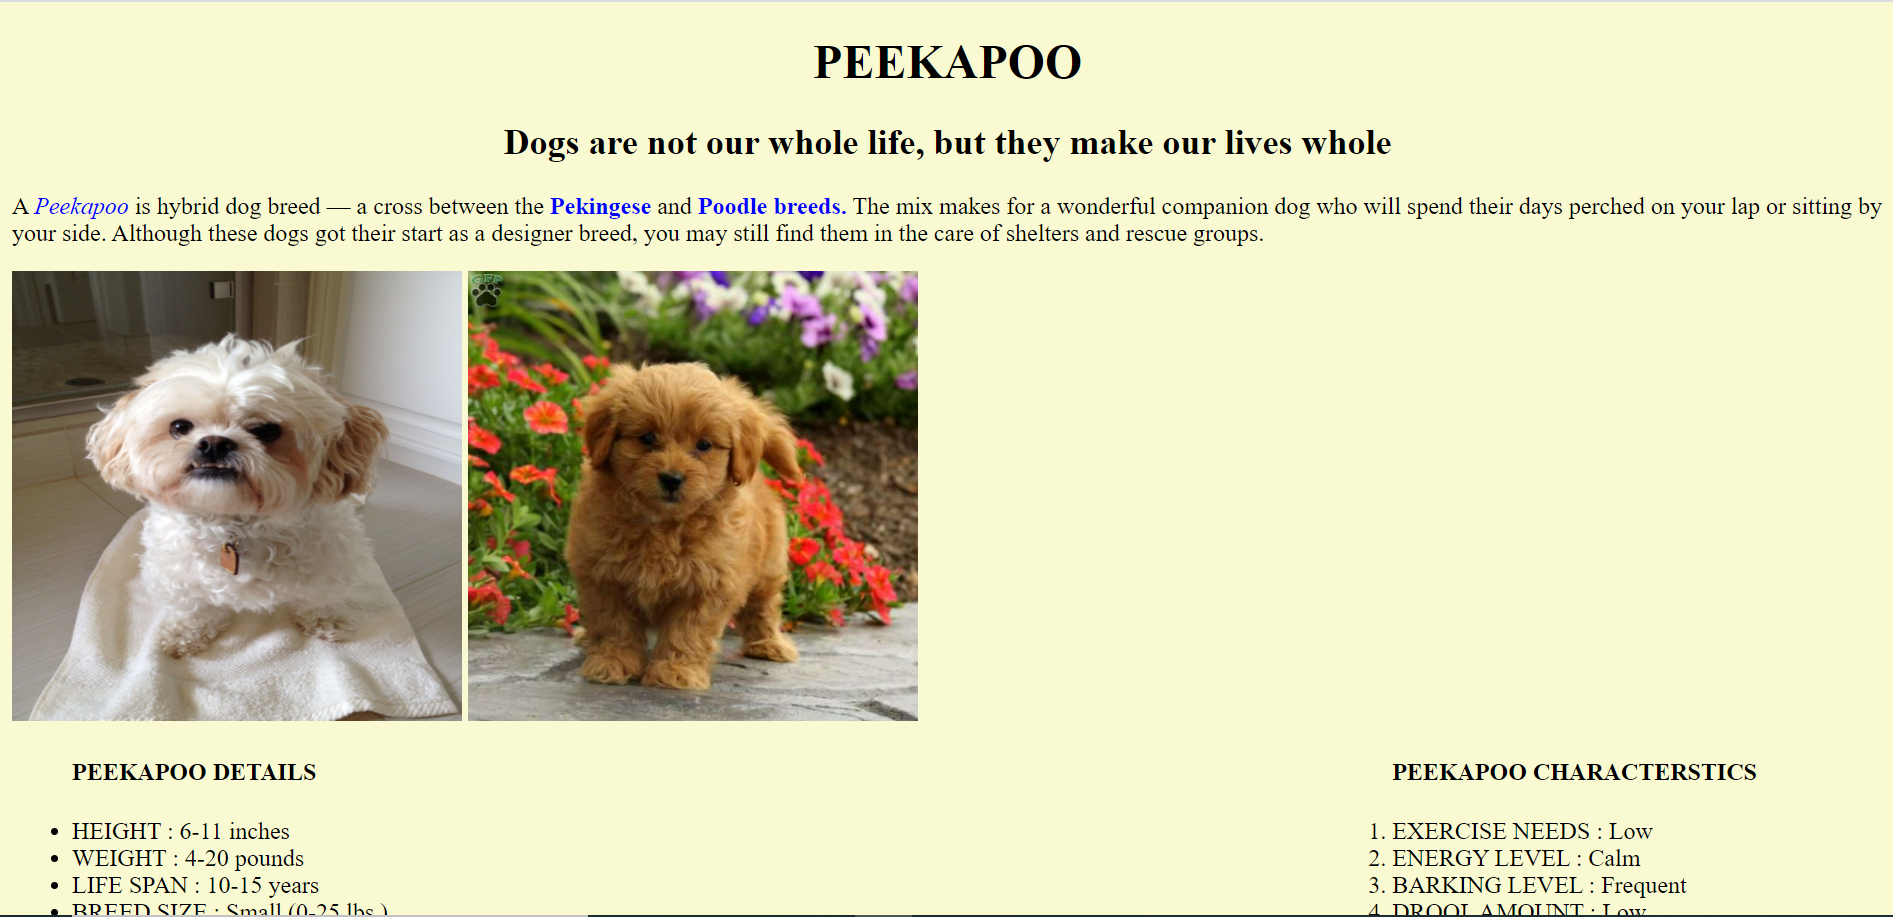 PEEKAPOO
Dogs are not our whole life, but they make our lives whole
A Peekapoo is hybrid dog breed — a cross between the Pekingese and Poodle breeds. The mix makes for a wonderful companion dog who will spend their days perched on your lap or sitting by
your side. Although these dogs got their start as a designer breed, you may still find them in the care of shelters and rescue groups.
GFP
PEEKAPOO DETAILS
• HEIGHT : 6-11 inches
• WEIGHT : 4-20 pounds
• LIFE SPAN : 10-15 years
• BREED SIZE : Small (0-25 lbs.)
PEEKAPOO CHARACTERSTICS
1. EXERCISE NEEDS : Low
2. ENERGY LEVEL : Calm
3. BARKING LEVEL : Frequent
4. DROOL AMOUNT : Low